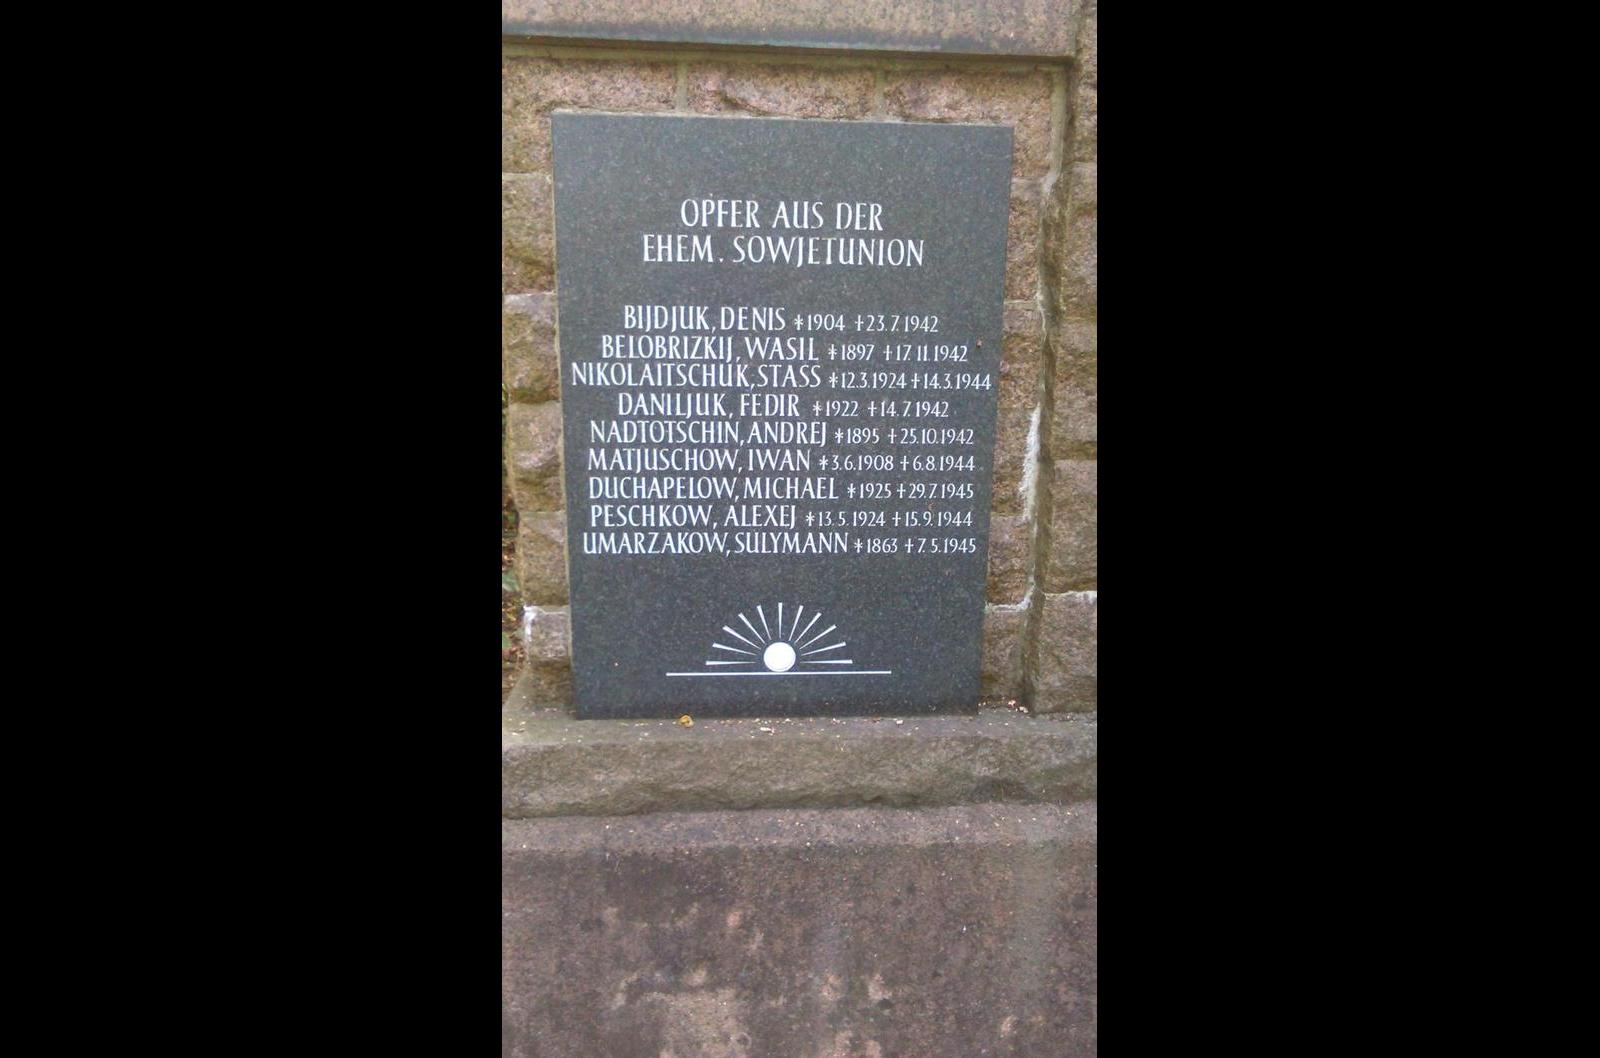 OPFER AUS DER
EHEM. SOWJETUNION
BIJDJUK, DENIS *1904 †23.7.1942
BELOBRIZKIJ, WASIL *1897 †17.11.1942
NIKOLAITSCHUK, STASS *12.3.1924 †14.3.1944
DANILJUK, FEDIR *1922 †14.7.1942
NADTOTSCHIN, ANDREJ *1895 †25.10.1942
MATJUSCHOW, IWAN *3.6.1908 †6.8.1944
DUCHAPELOW, MICHAEL *1925 †29.7.1945
PESCHKOW, ALEXEJ *13.5.1924 †15.9.1944
UMARZAKOW, SULYMANN *1863 †7.5.1945